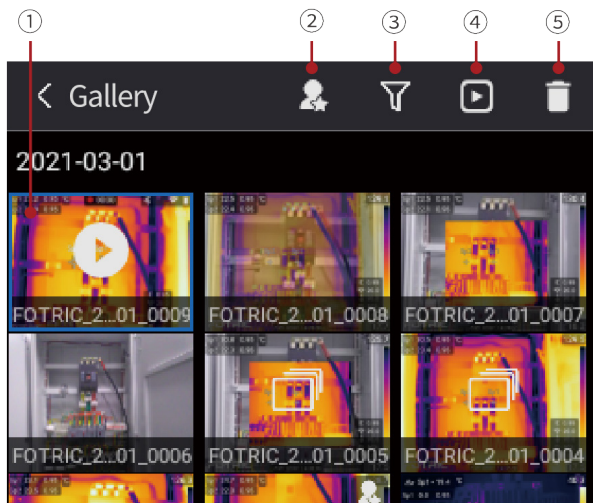 ① ② ③ ④ ⑤
Gallery
2021-03-01
FOTRIC_2...01_0009 FOTRIC_2...01_0008 FOTRIC_2...01_0007
FOTRIC_2...01_0006 FOTRIC_2...01_0005 FOTRIC_2...01_0004